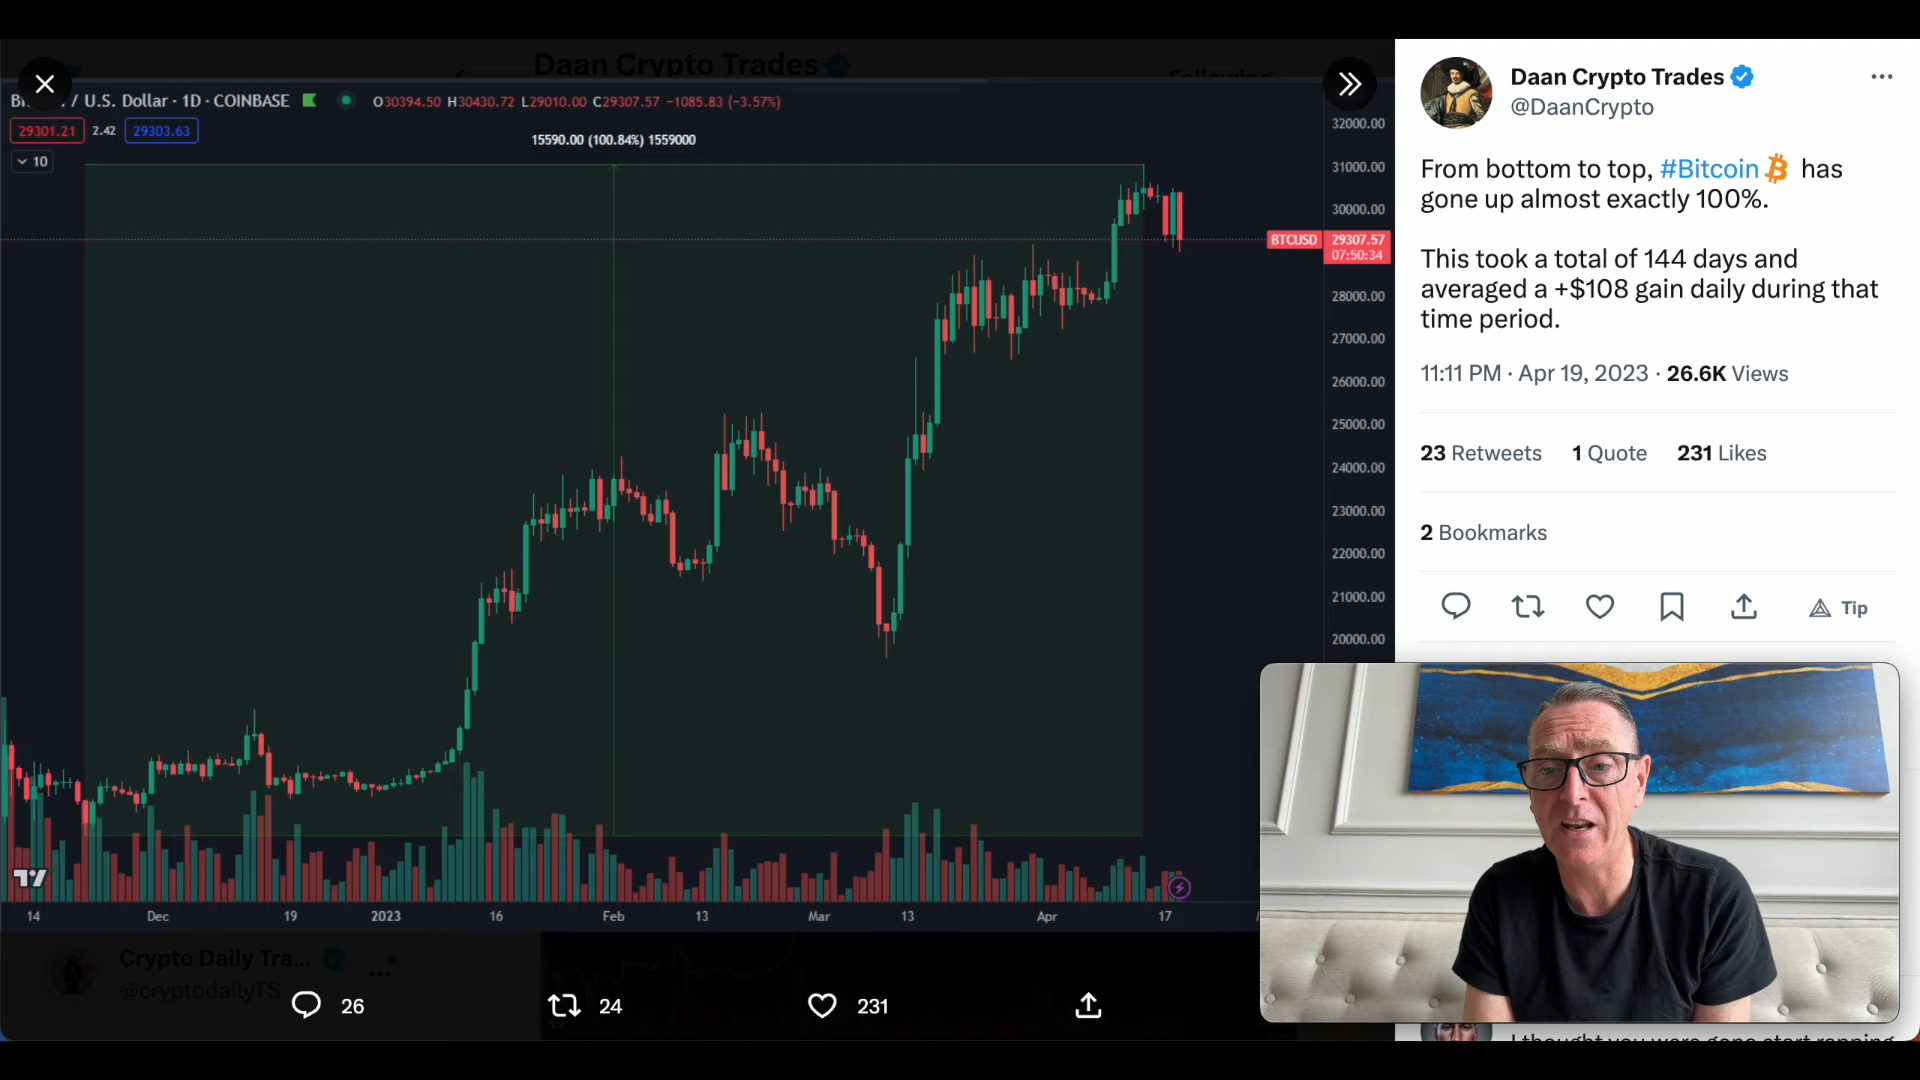 Daan Crypto Trades
/ U.S. Dollar · 1D · COINBASE
O30394.50 H30430.72 L29010.00 C29307.57 −1085.83 (−3.57%)
29301.21 2.42 29303.63
10
15590.00 (100.84%) 1559000
32000.00
31000.00
30000.00
BTCUSD 29307.57
07:50:34
28000.00
27000.00
26000.00
25000.00
24000.00
23000.00
22000.00
21000.00
20000.00
14 Dec 19 2023 16 Feb 13 Mar 13 Apr 17
Crypto Daily Tra...
@cryptodailyTS
26 24 231
Daan Crypto Trades
@DaanCrypto
From bottom to top, #Bitcoin has
gone up almost exactly 100%.
This took a total of 144 days and
averaged a +$108 gain daily during that
time period.
11:11 PM · Apr 19, 2023 · 26.6K Views
23 Retweets 1 Quote 231 Likes
2 Bookmarks
Tip